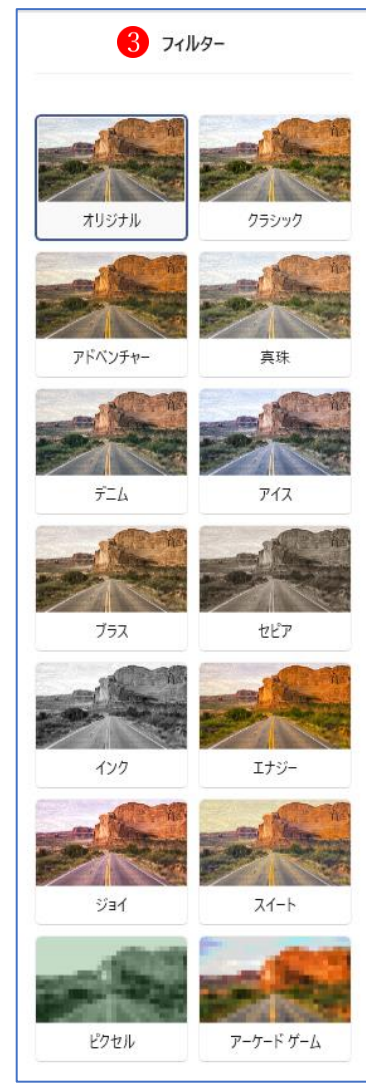 3 フィルター
オリジナル クラシック
アドベンチャー 真珠
デニム アイス
ブラス セピア
インク エナジー
ジョイ スイート
ピクセル アーケード ゲーム